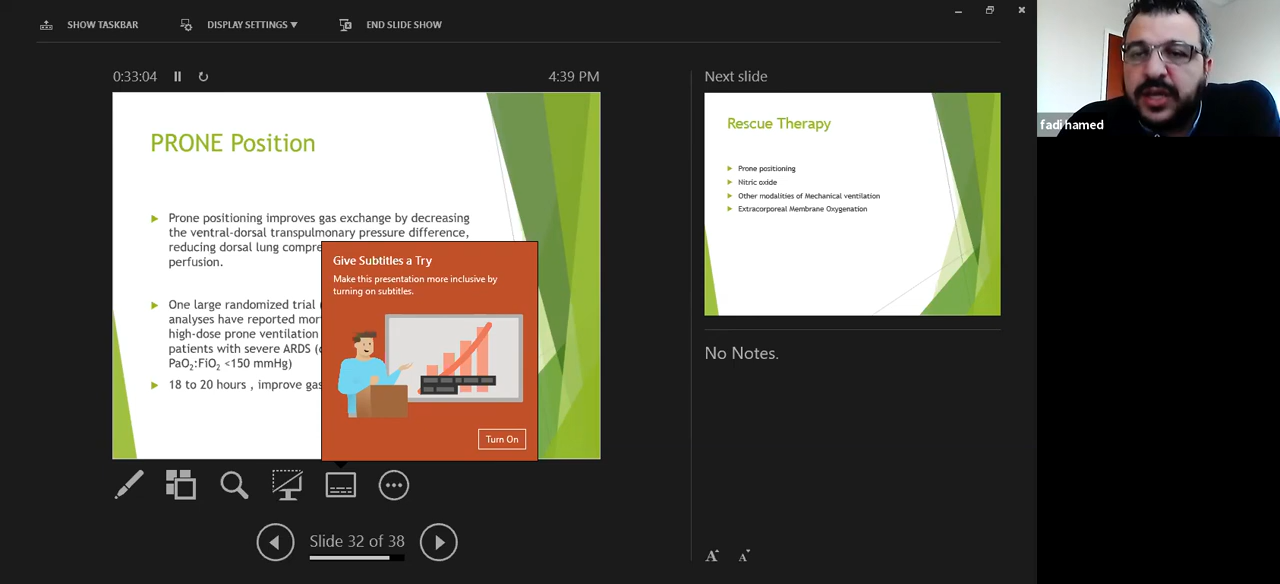 SHOW TASKBAR
DISPLAY SETTINGS ▼
END SLIDE SHOW
0:33:04
4:39 PM
PRONE Position
Prone positioning improves gas exchange by decreasing
the ventral-dorsal transpulmonary pressure difference,
reducing dorsal lung compre
perfusion.
One large randomized trial
analyses have reported mor
high-dose prone ventilation
patients with severe ARDS (
PaO2:FiO2 <150 mmHg)
18 to 20 hours , improve gas
Give Subtitles a Try
Make this presentation more inclusive by
turning on subtitles.
Turn On
Slide 32 of 38
Next slide
Rescue Therapy
Prone positioning
Nitric oxide
Other modalities of Mechanical ventilation
Extracorporeal Membrane Oxygenation
No Notes.
A A
fadi hamed